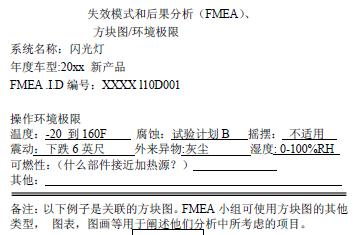 失效模式和后果分析（FMEA）、
方块图/环境极限
系统名称：闪光灯
年度车型:20xx 新产品
FMEA .I.D 编号：XXXX l10D001
操作环境极限
温度：-20 到 160F 腐蚀：试验计划 B 摇摆： 不适用
震动：下跌 6 英尺 外来异物:灰尘 湿度: 0-100%RH
可燃性：(什么部件接近加热源？)
其他：
备注：以下例子是关联的方块图。FMEA 小组可使用方块图的其他
类型， 图表，图画等用于阐述他们分析中所考虑的项目。